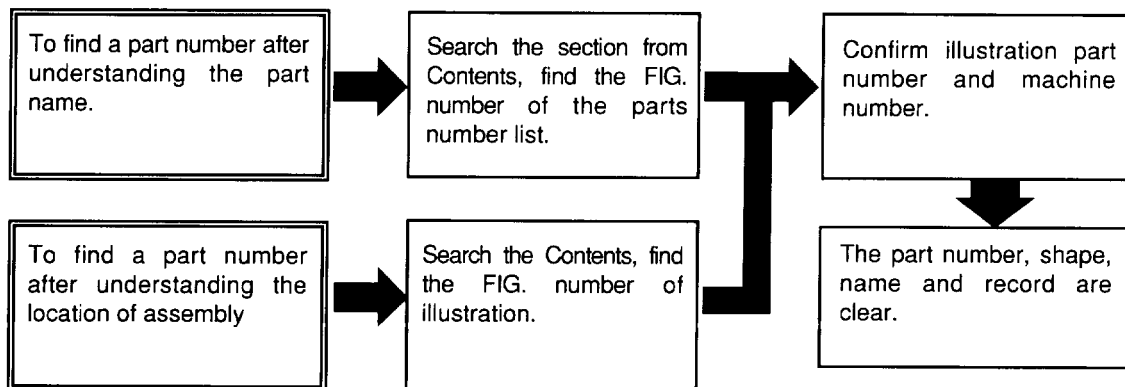 To find a part number after
understanding the part
name.
Search the section from
Contents, find the FIG.
number of the parts
number list.
Confirm illustration part
number and machine
number.
To find a part number
after understanding the
location of assembly
Search the Contents, find
the FIG. number of
illustration.
The part number, shape,
name and record are
clear.